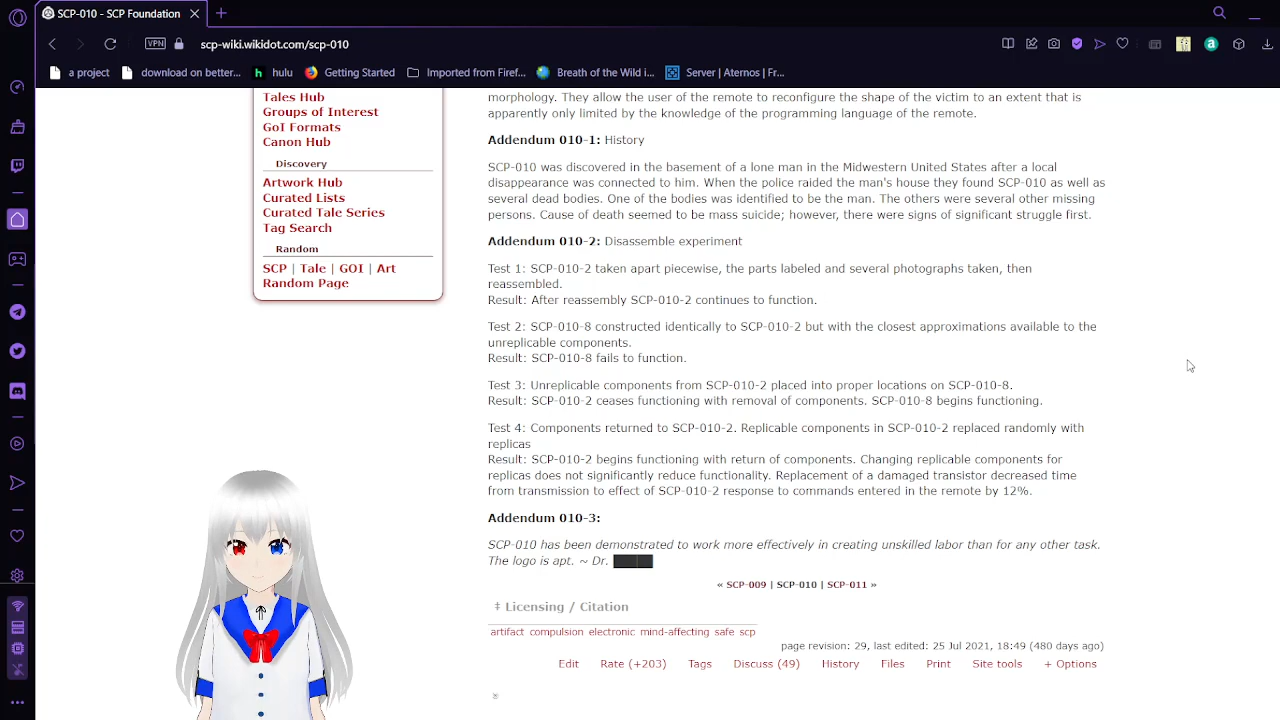 SCP-010 - SCP Foundation
VPN
scp-wiki.wikidot.com/scp-010
a project
download on better...
hulu
Getting Started
Imported from Firef...
Breath of the Wild i...
Server | Aternos | Fr...
Tales Hub
Groups of Interest
GoI Formats
Canon Hub
Discovery
Artwork Hub
Curated Lists
Curated Tale Series
Tag Search
Random
SCP | Tale | GOI | Art
Random Page
morphology. They allow the user of the remote to reconfigure the shape of the victim to an extent that is
apparently only limited by the knowledge of the programming language of the remote.
Addendum 010-1: History
SCP-010 was discovered in the basement of a lone man in the Midwestern United States after a local
disappearance was connected to him. When the police raided the man's house they found SCP-010 as well as
several dead bodies. One of the bodies was identified to be the man. The others were several other missing
persons. Cause of death seemed to be mass suicide; however, there were signs of significant struggle first.
Addendum 010-2: Disassemble experiment
Test 1: SCP-010-2 taken apart piecewise, the parts labeled and several photographs taken, then
reassembled.
Result: After reassembly SCP-010-2 continues to function.
Test 2: SCP-010-8 constructed identically to SCP-010-2 but with the closest approximations available to the
unreplicable components.
Result: SCP-010-8 fails to function.
Test 3: Unreplicable components from SCP-010-2 placed into proper locations on SCP-010-8.
Result: SCP-010-2 ceases functioning with removal of components. SCP-010-8 begins functioning.
Test 4: Components returned to SCP-010-2. Replicable components in SCP-010-2 replaced randomly with
replicas
Result: SCP-010-2 begins functioning with return of components. Changing replicable components for
replicas does not significantly reduce functionality. Replacement of a damaged transistor decreased time
from transmission to effect of SCP-010-2 response to commands entered in the remote by 12%.
Addendum 010-3:
SCP-010 has been demonstrated to work more effectively in creating unskilled labor than for any other task.
The logo is apt. ~ Dr.
« SCP-009 | SCP-010 | SCP-011 »
‡ Licensing / Citation
artifact compulsion electronic mind-affecting safe scp
page revision: 29, last edited: 25 Jul 2021, 18:49 (480 days ago)
Edit Rate (+203) Tags Discuss (49) History Files Print Site tools + Options